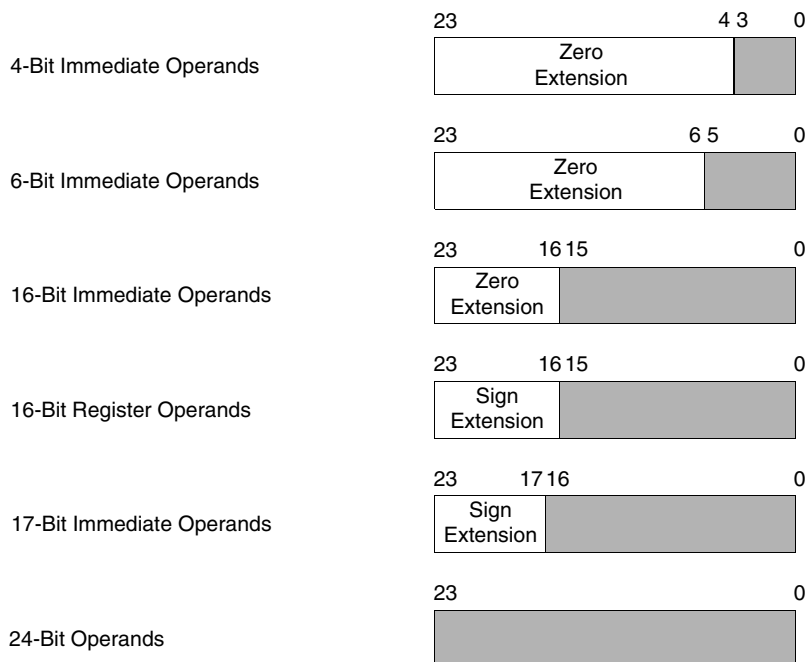 23 4 3 0
4-Bit Immediate Operands
Zero
Extension
23 6 5 0
6-Bit Immediate Operands
Zero
Extension
23 16 15 0
16-Bit Immediate Operands
Zero
Extension
23 16 15 0
16-Bit Register Operands
Sign
Extension
23 17 16 0
17-Bit Immediate Operands
Sign
Extension
23 0
24-Bit Operands